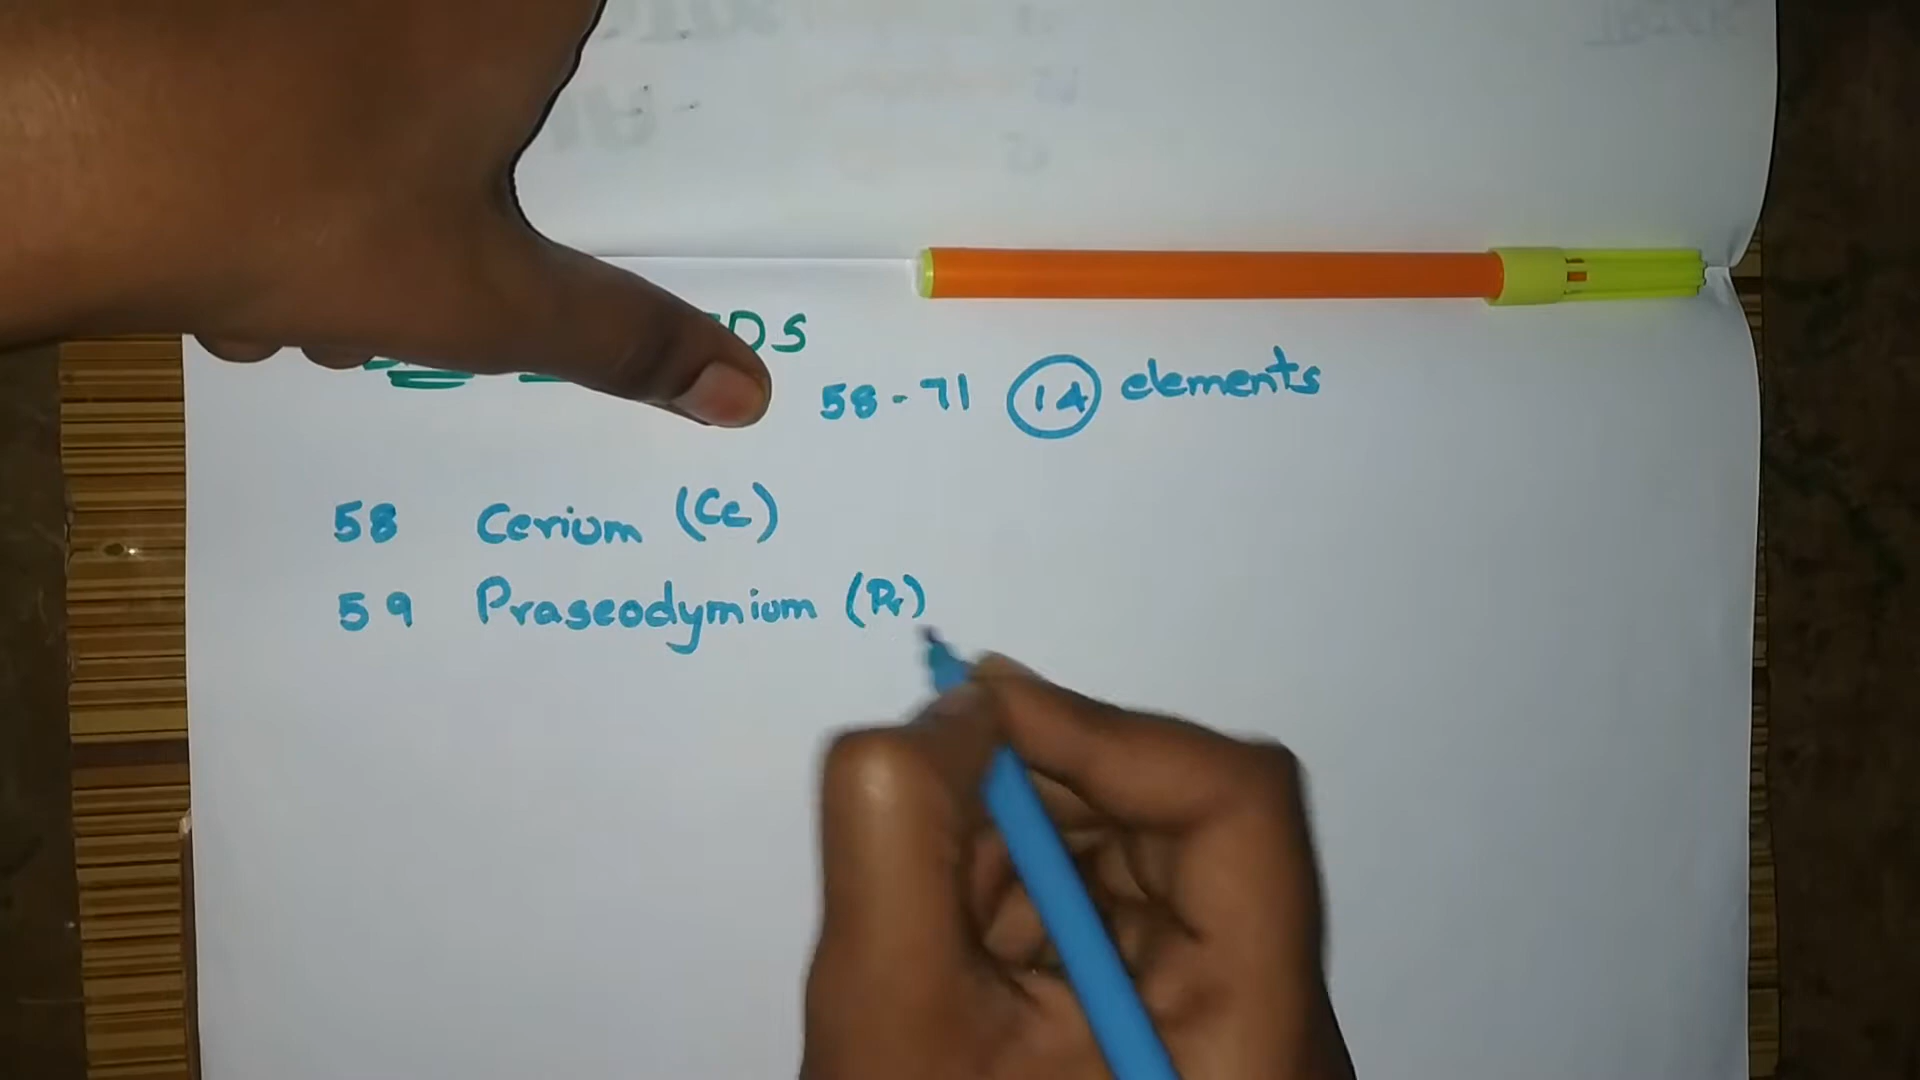 DS
58-71 14 elements
58 Cerium (Ce)
59 Praseodymium (Pr)